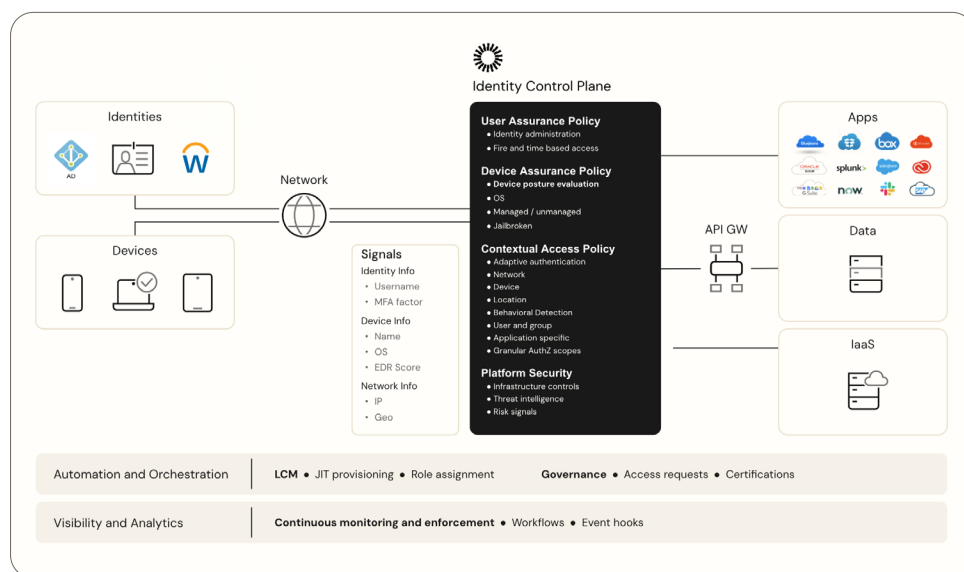 Identity Control Plane
Identities
AD
Devices
Network
Signals
Identity Info
• Username
• MFA factor
Device Info
• Name
• OS
• EDR Score
Network Info
• IP
• Geo
User Assurance Policy
● Identity administration
● Fire and time based access
Device Assurance Policy
● Device posture evaluation
● OS
● Managed / unmanaged
● Jailbroken
Contextual Access Policy
● Adaptive authentication
● Network
● Device
● Location
● Behavioral Detection
● User and group
● Application specific
● Granular AuthZ scopes
Platform Security
● Infrastructure controls
● Threat intelligence
● Risk signals
API GW
Apps
box
ORACLE
splunk>
salesforce
G Suite
now
SAP
Data
IaaS
Automation and Orchestration
LCM ● JIT provisioning ● Role assignment
Governance ● Access requests ● Certifications
Visibility and Analytics
Continuous monitoring and enforcement ● Workflows ● Event hooks